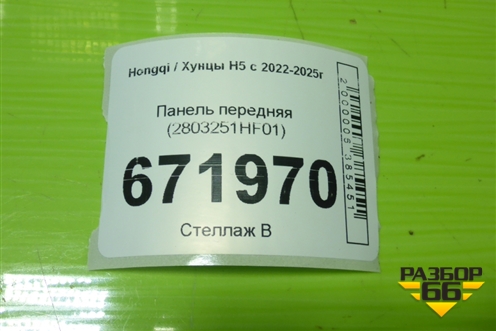 Hongqi / Хунцы H5 с 2022-2025г
Панель передняя
(2803251HF01)
671970
Стеллаж В
2000005385451
РАЗБОР
66